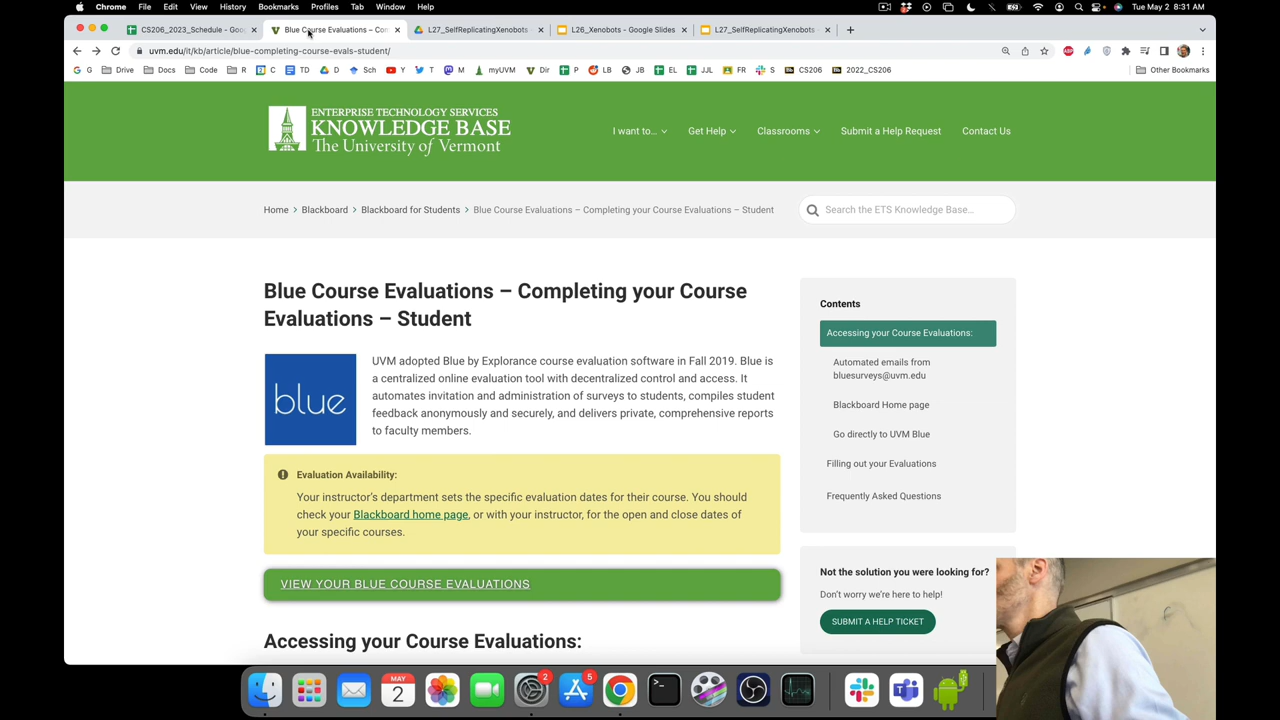 Chrome File Edit View History Bookmarks Profiles Tab Window Help Tue May 2 8:31 AM
CS206_2023_Schedule - Goo Blue Course Evaluations – Con L27_SelfReplicatingXenobots L26_Xenobots - Google Slides L27_SelfReplicatingXenobots
uvm.edu/it/kb/article/blue-completing-course-evals-student/
G Drive Docs Code R C TD D Sch Y T M myUVM Dir P LB JB EL JJL FR S CS206 2022_CS206 Other Bookmarks
ENTERPRISE TECHNOLOGY SERVICES
KNOWLEDGE BASE
The University of Vermont
I want to... Get Help Classrooms Submit a Help Request Contact Us
Home > Blackboard > Blackboard for Students > Blue Course Evaluations – Completing your Course Evaluations – Student
Search the ETS Knowledge Base...
Blue Course Evaluations – Completing your Course
Evaluations – Student
blue
UVM adopted Blue by Explorance course evaluation software in Fall 2019. Blue is
a centralized online evaluation tool with decentralized control and access. It
automates invitation and administration of surveys to students, compiles student
feedback anonymously and securely, and delivers private, comprehensive reports
to faculty members.
Evaluation Availability:
Your instructor's department sets the specific evaluation dates for their course. You should
check your Blackboard home page, or with your instructor, for the open and close dates of
your specific courses.
VIEW YOUR BLUE COURSE EVALUATIONS
Accessing your Course Evaluations:
Contents
Accessing your Course Evaluations:
Automated emails from
bluesurveys@uvm.edu
Blackboard Home page
Go directly to UVM Blue
Filling out your Evaluations
Frequently Asked Questions
Not the solution you were looking for?
Don't worry we're here to help!
SUBMIT A HELP TICKET
MAY
2
2
5